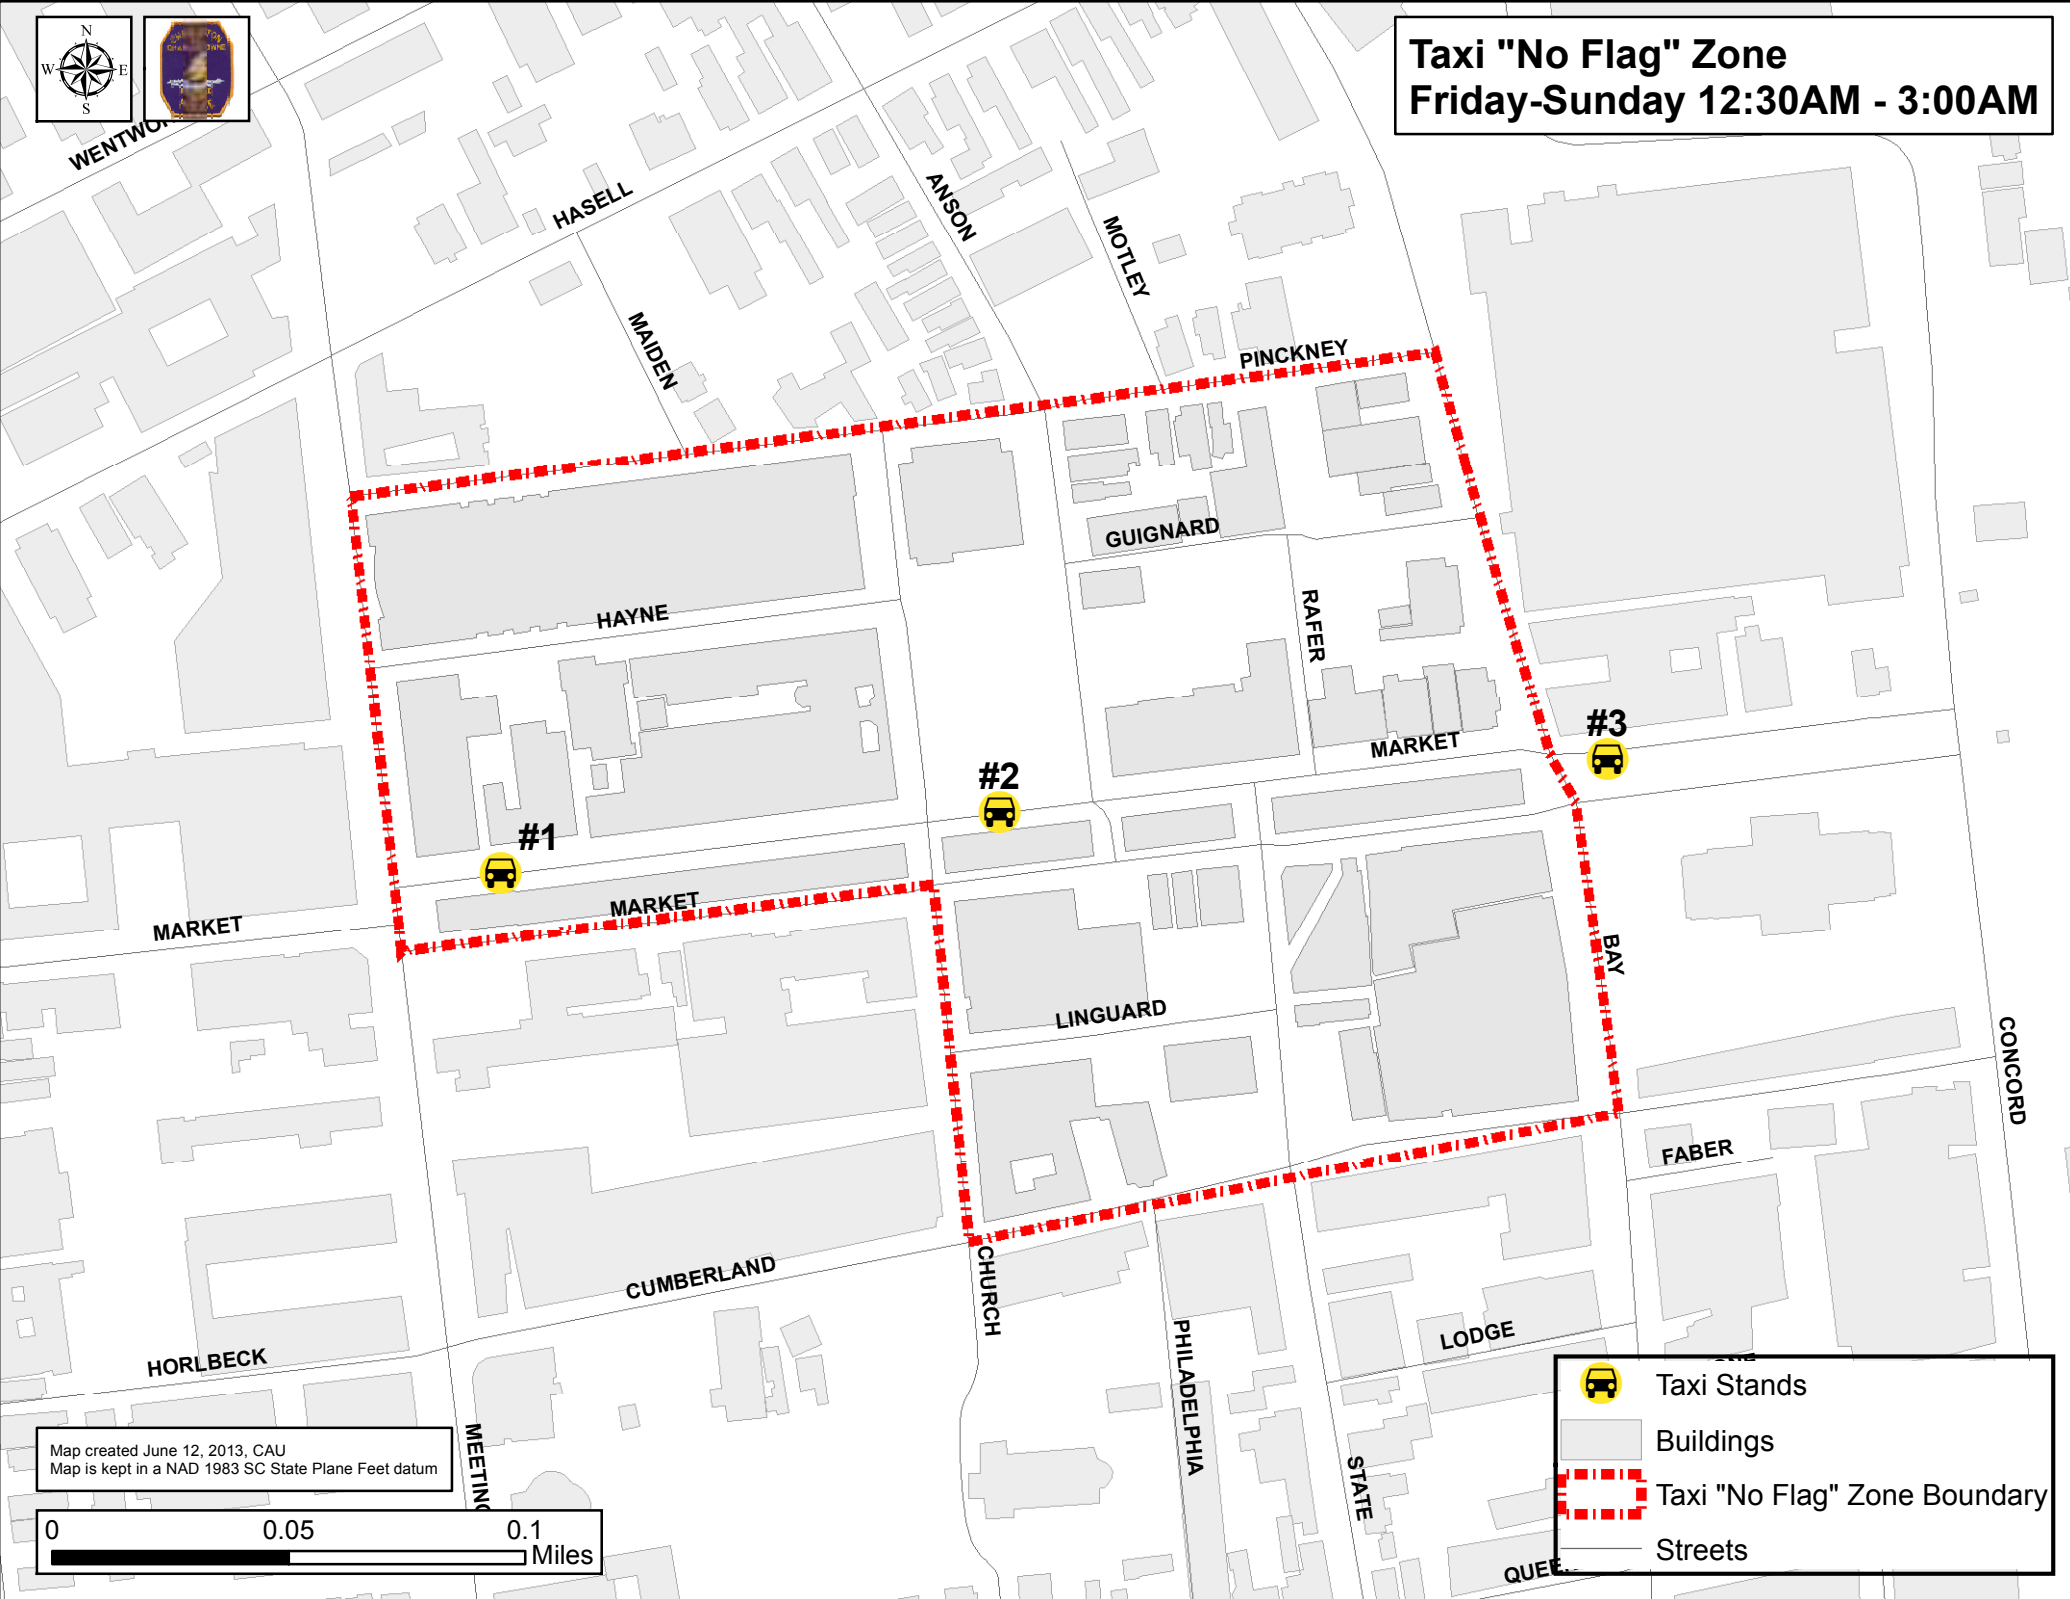 N
W E
S
Taxi "No Flag" Zone
Friday-Sunday 12:30AM - 3:00AM
HASELL
ANSON
MOTLEY
MAIDEN
PINCKNEY
GUIGNARD
HAYNE
RAFER
#3
MARKET
#2
#1
MARKET
MARKET
BAY
LINGUARD
CONCORD
FABER
CUMBERLAND
CHURCH
PHILADELPHIA
LODGE
HORLBECK
STATE
Taxi Stands
Buildings
Taxi "No Flag" Zone Boundary
Streets
Map created June 12, 2013, CAU
Map is kept in a NAD 1983 SC State Plane Feet datum
0 0.05 0.1
Miles